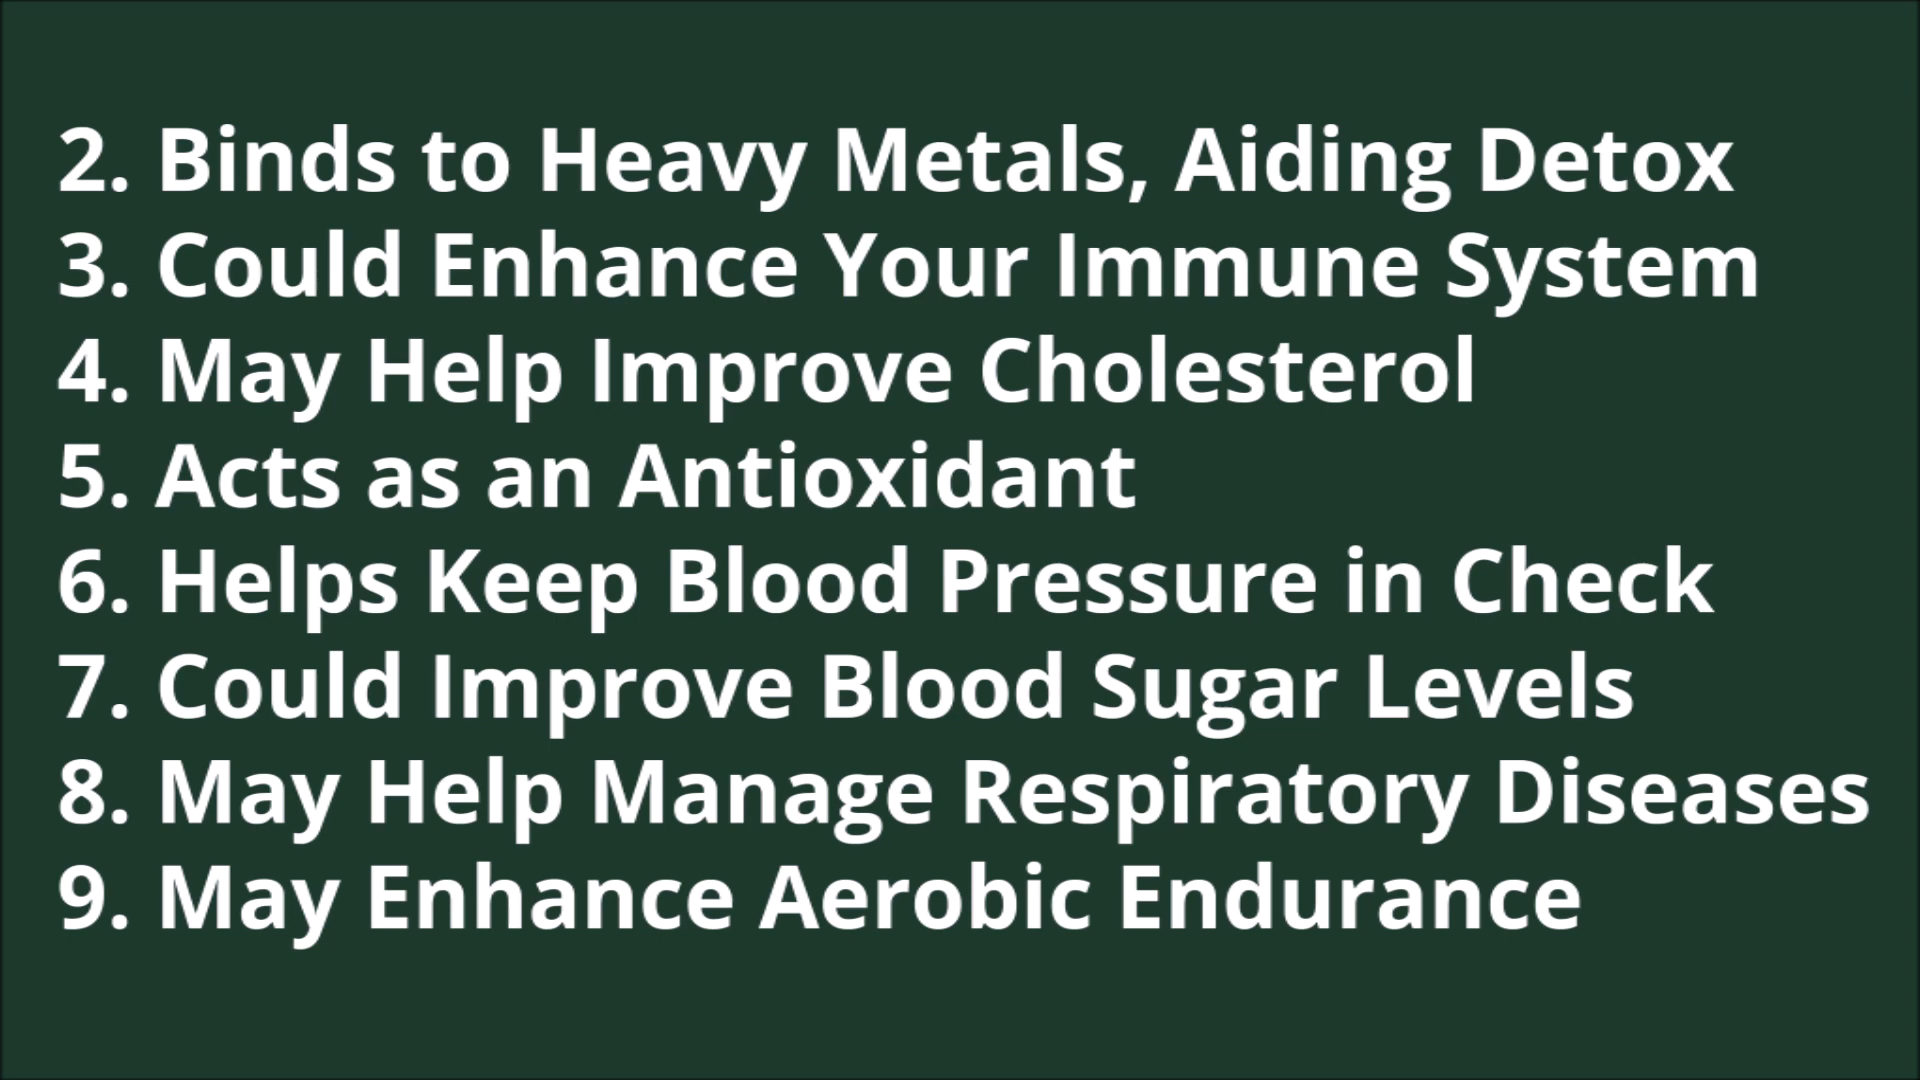 2. Binds to Heavy Metals, Aiding Detox
3. Could Enhance Your Immune System
4. May Help Improve Cholesterol
5. Acts as an Antioxidant
6. Helps Keep Blood Pressure in Check
7. Could Improve Blood Sugar Levels
8. May Help Manage Respiratory Diseases
9. May Enhance Aerobic Endurance